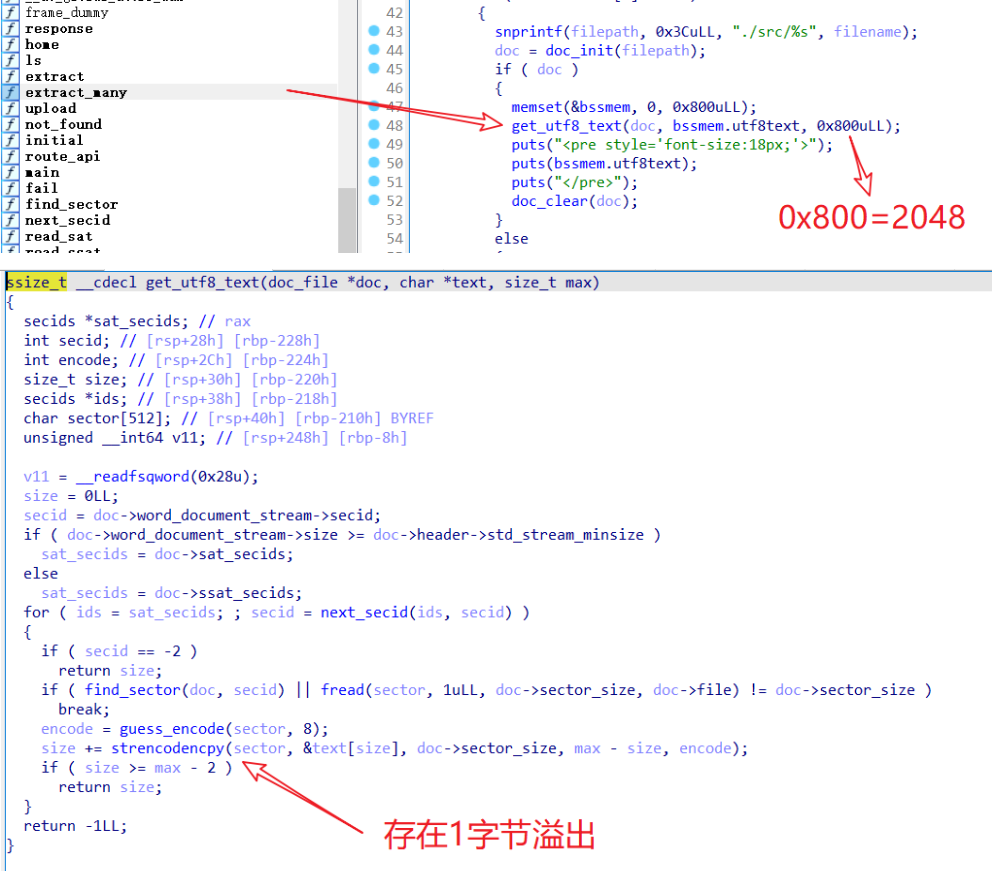 frame_dummy
response
home
ls
extract
extract_many
upload
not_found
initial
route_api
main
fail
find_sector
next_secid
read_sat
read_ssat
42 {
43 snprintf(filepath, 0x3CuLL, "./src/%s", filename);
44 doc = doc_init(filepath);
45 if ( doc )
46 {
47 memset(&bssmem, 0, 0x800uLL);
48 get_utf8_text(doc, bssmem.utf8text, 0x800uLL);
49 puts("<pre style='font-size:18px;'>");
50 puts(bssmem.utf8text);
51 puts("</pre>");
52 doc_clear(doc);
53 }
54 else
0x800=2048
ssize_t __cdecl get_utf8_text(doc_file *doc, char *text, size_t max)
{
secids *sat_secids; // rax
int secid; // [rsp+28h] [rbp-228h]
int encode; // [rsp+2Ch] [rbp-224h]
size_t size; // [rsp+30h] [rbp-220h]
secids *ids; // [rsp+38h] [rbp-218h]
char sector[512]; // [rsp+40h] [rbp-210h] BYREF
unsigned __int64 v11; // [rsp+248h] [rbp-8h]
v11 = __readfsqword(0x28u);
size = 0LL;
secid = doc->word_document_stream->secid;
if ( doc->word_document_stream->size >= doc->header->std_stream_minsize )
sat_secids = doc->sat_secids;
else
sat_secids = doc->ssat_secids;
for ( ids = sat_secids; ; secid = next_secid(ids, secid) )
{
if ( secid == -2 )
return size;
if ( find_sector(doc, secid) || fread(sector, 1uLL, doc->sector_size, doc->file) != doc->sector_size )
break;
encode = guess_encode(sector, 8);
size += strencodencpy(sector, &text[size], doc->sector_size, max - size, encode);
if ( size >= max - 2 )
return size;
}
return -1LL;
}
存在1字节溢出